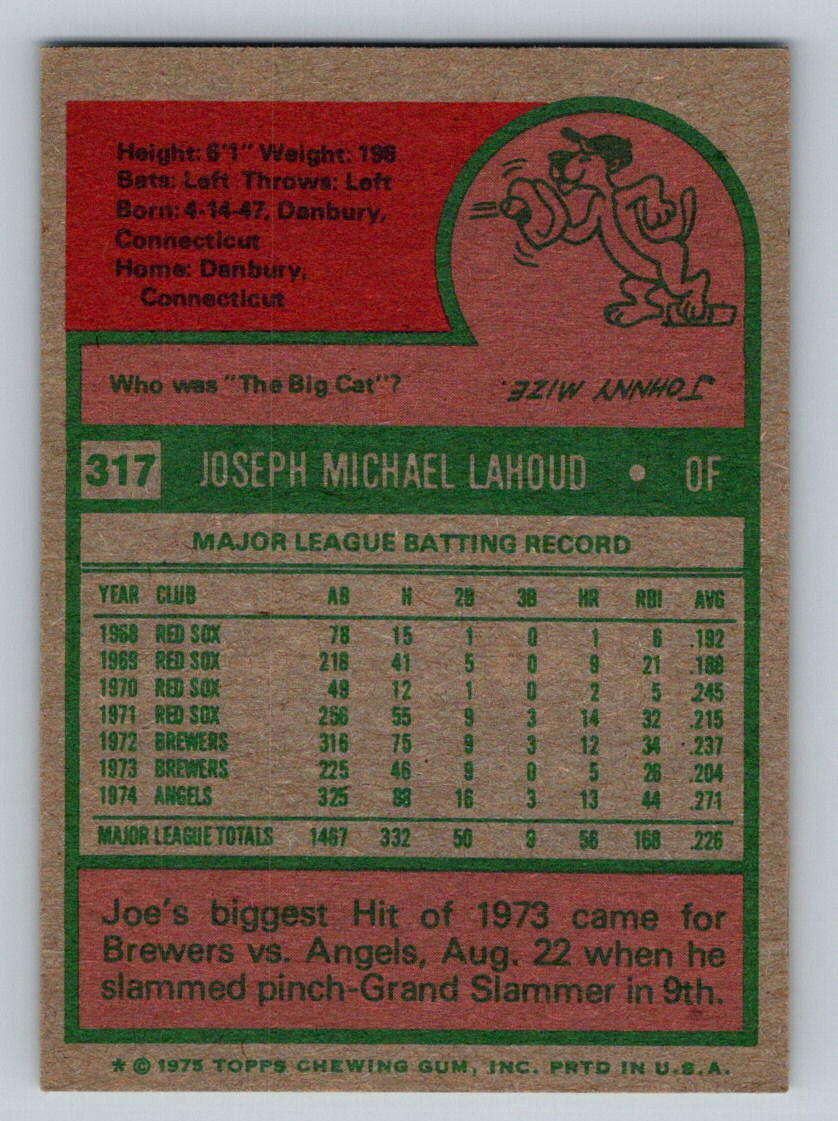 Height: 6'1" Weight: 198
Bats: Left Throws: Left
Born: 4-14-47, Danbury,
Connecticut
Home: Danbury,
Connecticut
Who was "The Big Cat"?
JOHNNY MIZE.
317 JOSEPH MICHAEL LAHOUD • OF
MAJOR LEAGUE BATTING RECORD
YEAR CLUB AB H 2B 3B HR RBI AVG
1968 RED SOX 78 15 1 0 1 6 .192
1969 RED SOX 218 41 5 0 9 21 .188
1970 RED SOX 49 12 1 0 2 5 .245
1971 RED SOX 256 55 9 3 14 32 .215
1972 BREWERS 316 75 9 3 12 34 .237
1973 BREWERS 225 46 9 0 5 26 .204
1974 ANGELS 325 88 16 3 13 44 .271
MAJOR LEAGUE TOTALS 1467 332 50 9 56 168 .226
Joe's biggest Hit of 1973 came for
Brewers vs. Angels, Aug. 22 when he
slammed pinch-Grand Slammer in 9th.
* © 1975 TOPPS CHEWING GUM, INC. PRTD IN U.S.A.